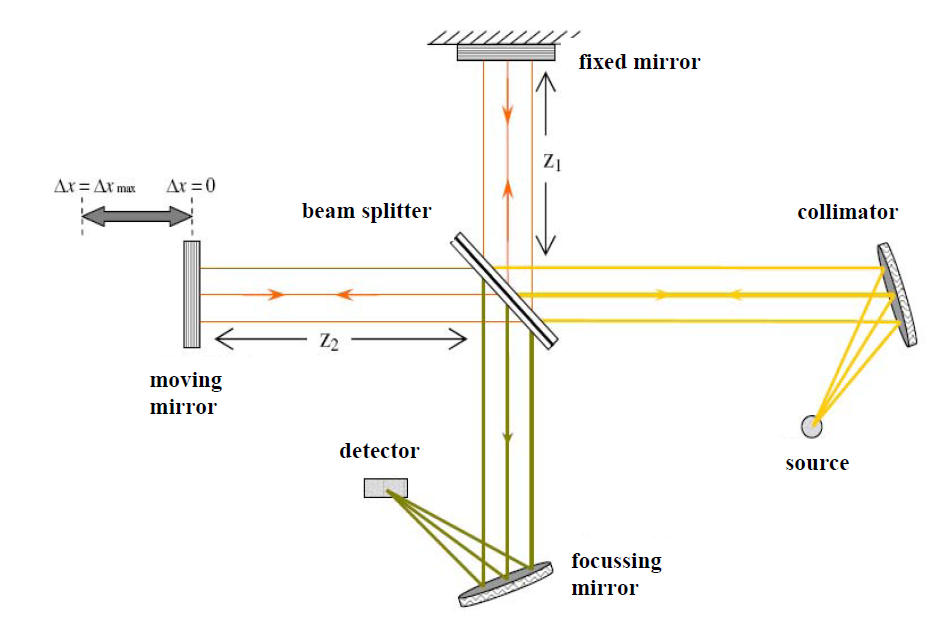 fixed mirror
Z1
Δx = Δx max
Δx = 0
beam splitter
collimator
Z2
moving
mirror
detector
source
focussing
mirror